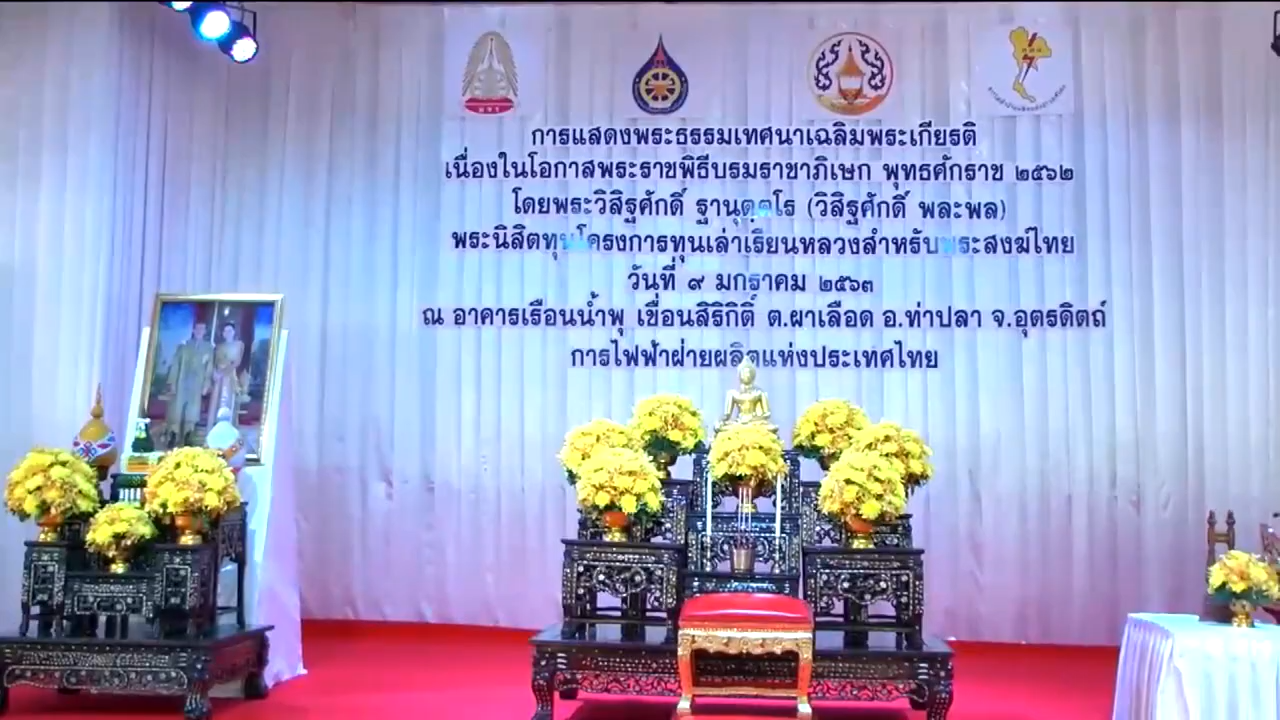 การแสดงพระธรรมเทศนาเฉลิมพระเกียรติ
เนื่องในโอกาสพระราชพิธีบรมราชาภิเษก พุทธศักราช ๒๕๖๒
โดยพระวิสิฐศักดิ์ ฐานุตฺตโร (วิสิฐศักดิ์ พละพล)
พระนิสิตทุนโครงการทุนเล่าเรียนหลวงสำหรับพระสงฆ์ไทย
วันที่ ๙ มกราคม ๒๕๖๓
ณ อาคารเรือนน้ำพุ เขื่อนสิริกิติ์ ต.ผาเลือด อ.ท่าปลา จ.อุตรดิตถ์
การไฟฟ้าฝ่ายผลิตแห่งประเทศไทย